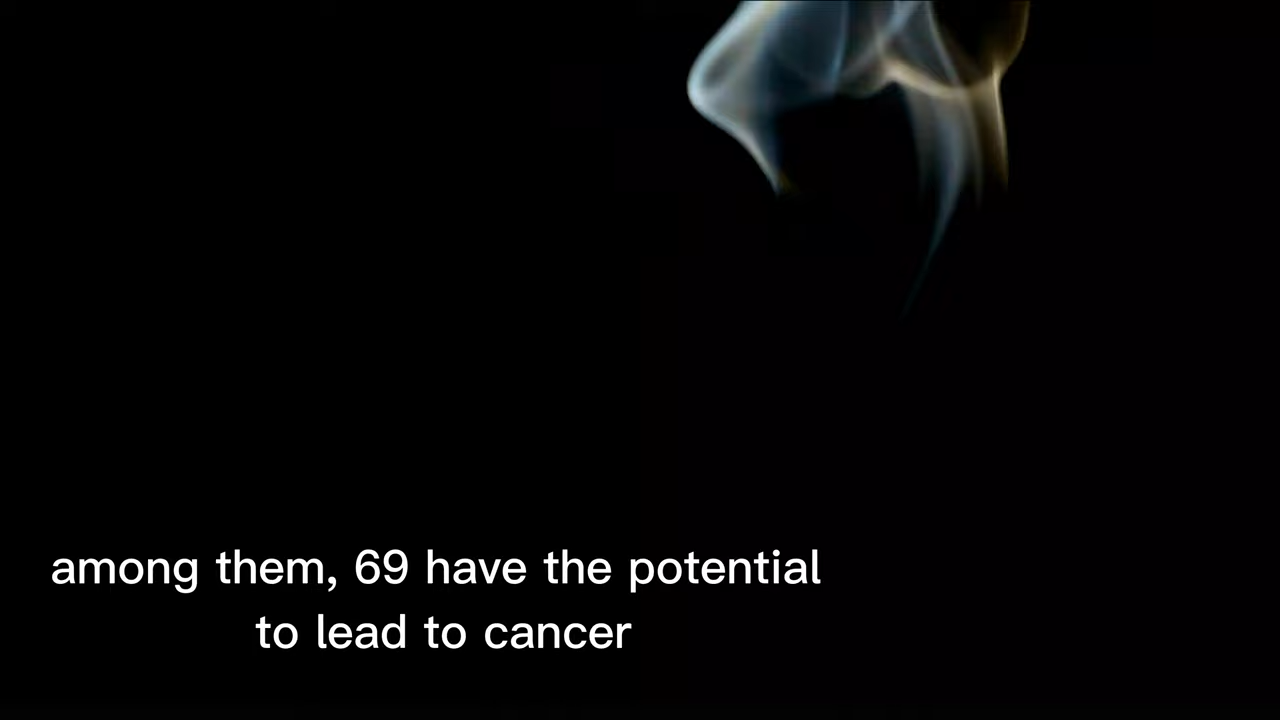 among them, 69 have the potential
to lead to cancer